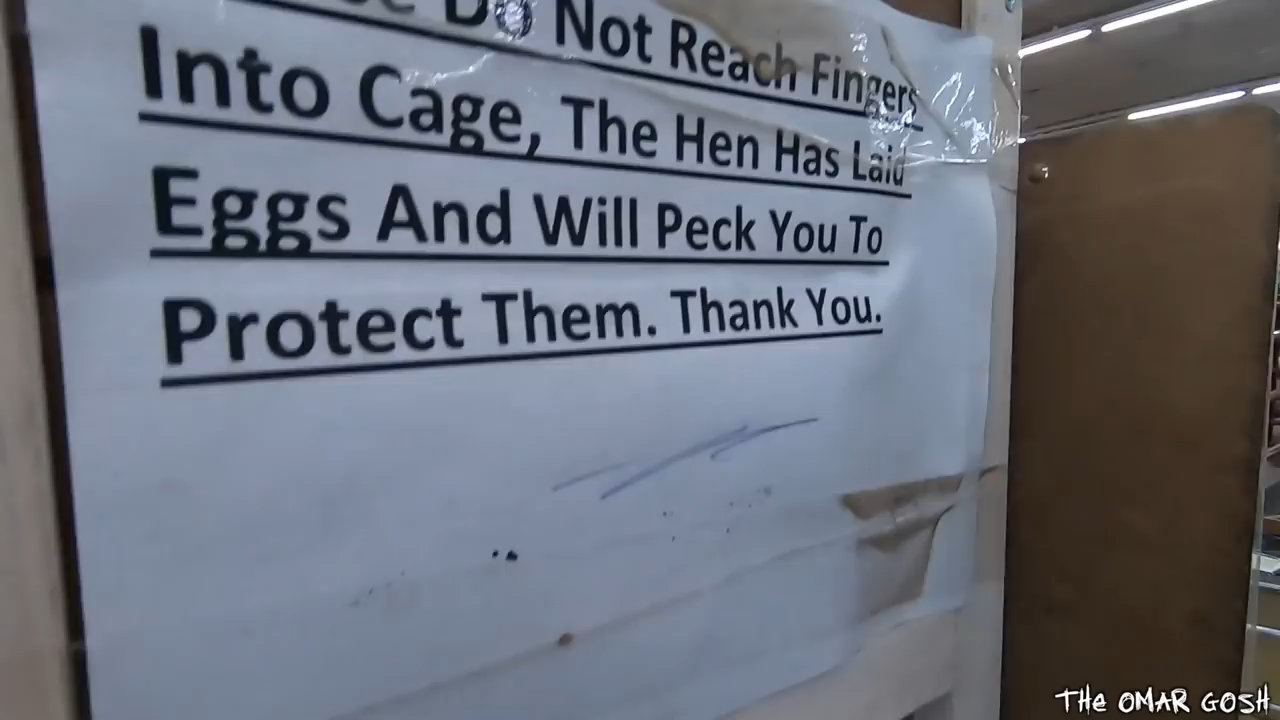 Do Not Reach Fingers
Into Cage, The Hen Has Laid
Eggs And Will Peck You To
Protect Them. Thank You.
THE OMAR GOSH